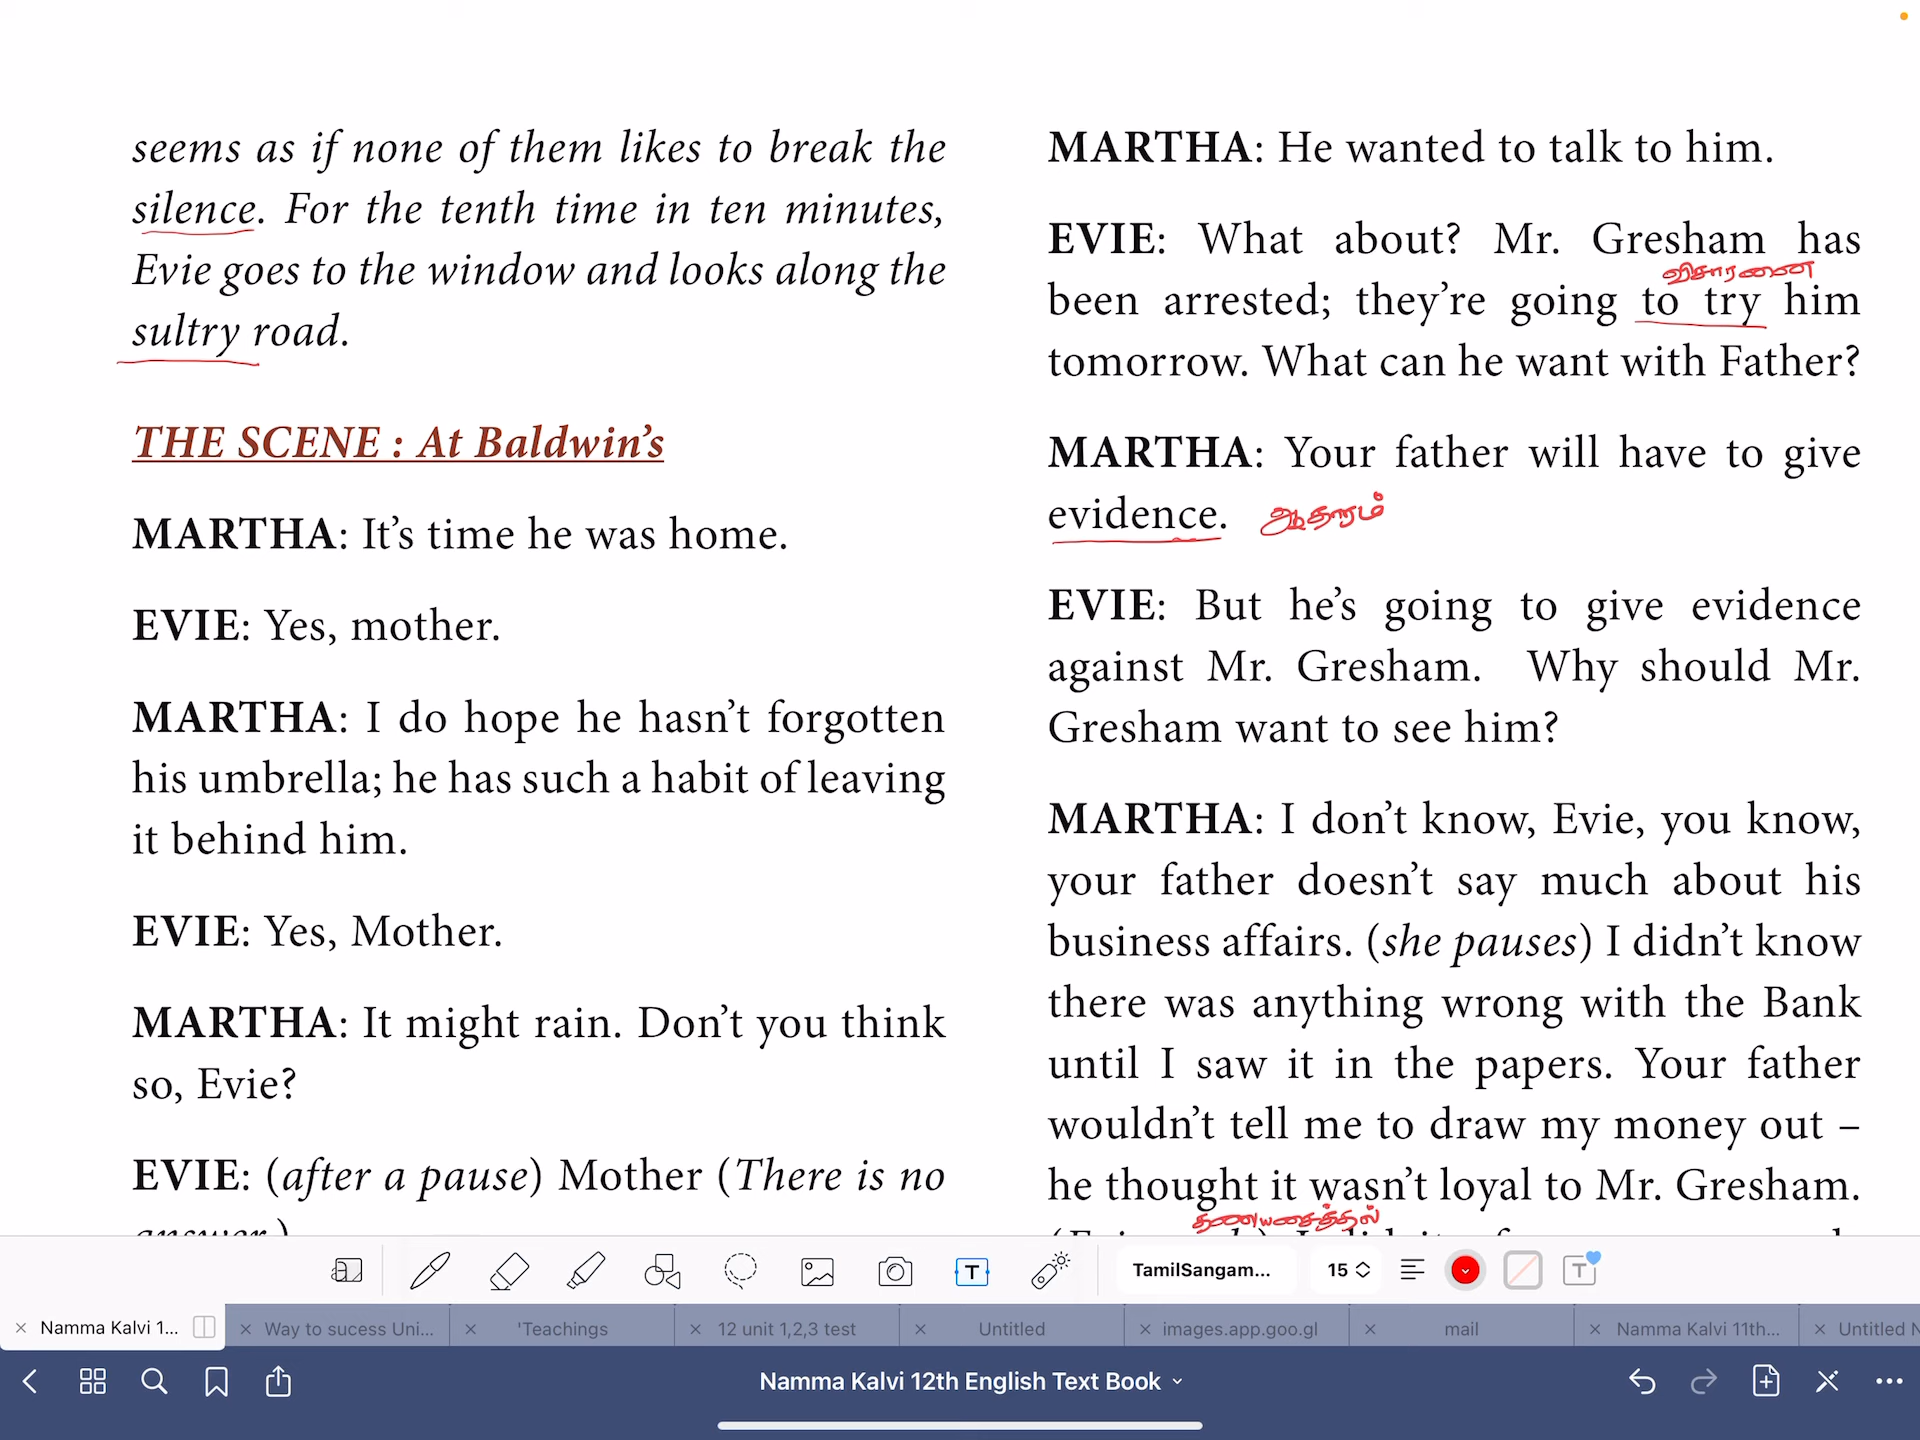 seems as if none of them likes to break the
silence. For the tenth time in ten minutes,
Evie goes to the window and looks along the
sultry road.
THE SCENE : At Baldwin's
MARTHA: It's time he was home.
EVIE: Yes, mother.
MARTHA: I do hope he hasn't forgotten
his umbrella; he has such a habit of leaving
it behind him.
EVIE: Yes, Mother.
MARTHA: It might rain. Don't you think
so, Evie?
EVIE: (after a pause) Mother (There is no
answer.)
MARTHA: He wanted to talk to him.
EVIE: What about? Mr. Gresham has
விசாரணை
been arrested; they're going to try him
tomorrow. What can he want with Father?
MARTHA: Your father will have to give
evidence. ஆதாரம்
EVIE: But he's going to give evidence
against Mr. Gresham. Why should Mr.
Gresham want to see him?
MARTHA: I don't know, Evie, you know,
your father doesn't say much about his
business affairs. (she pauses) I didn't know
there was anything wrong with the Bank
until I saw it in the papers. Your father
wouldn't tell me to draw my money out –
he thought it wasn't loyal to Mr. Gresham.
TamilSangam... 15
Namma Kalvi 1... Way to sucess Uni... 'Teachings 12 unit 1,2,3 test Untitled images.app.goo.gl mail Namma Kalvi 11th... Untitled N
Namma Kalvi 12th English Text Book